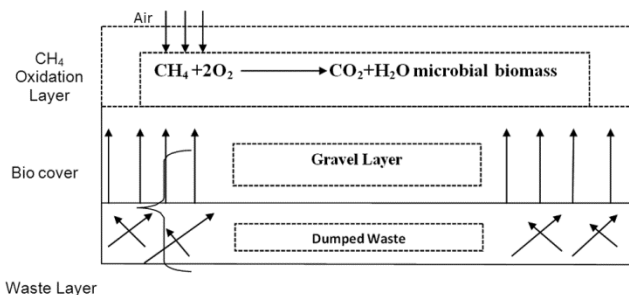 Air
CH₄
Oxidation
Layer
CH₄ +2O₂ CO₂+H₂O microbial biomass
Bio cover
Gravel Layer
Dumped Waste
Waste Layer